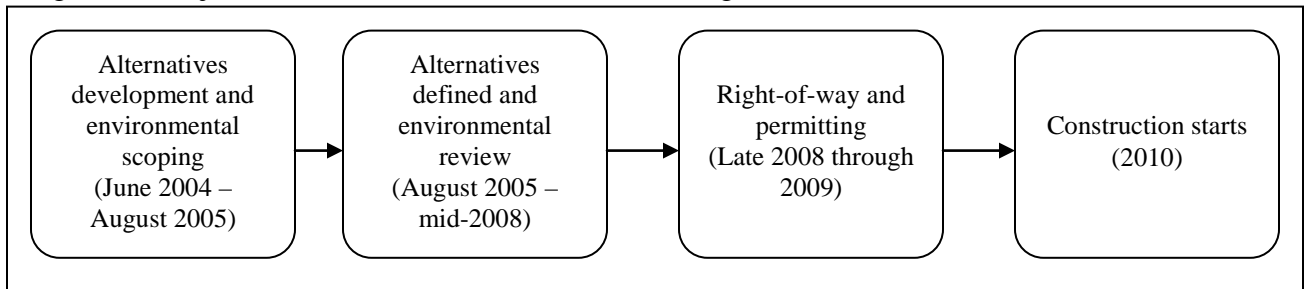 Alternatives
development and
environmental
scoping
(June 2004 –
August 2005)
Alternatives
defined and
environmental
review
(August 2005 –
mid-2008)
Right-of-way and
permitting
(Late 2008 through
2009)
Construction starts
(2010)